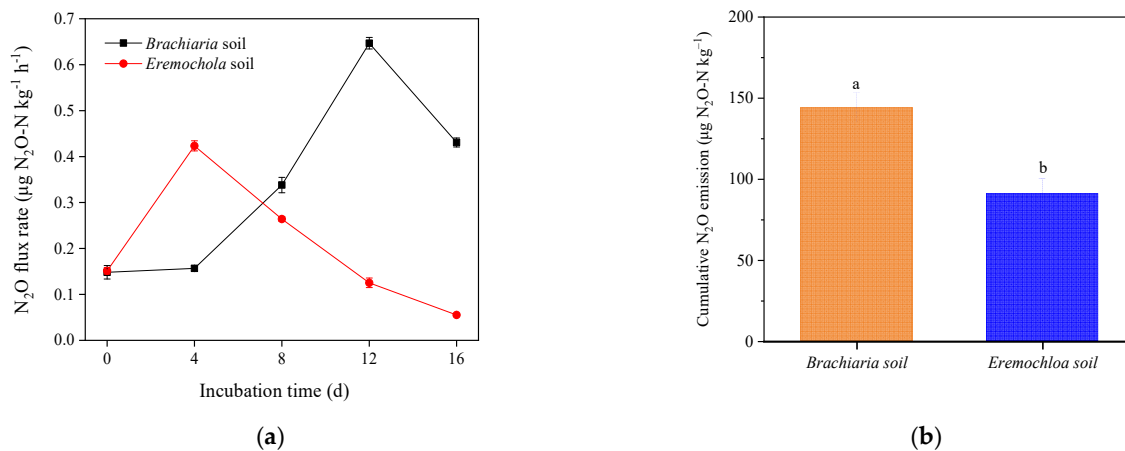 0.7
0.6
0.5
0.4
0.3
0.2
0.1
0.0
N₂O flux rate (µg N₂O-N kg⁻¹ h⁻¹)
Brachiaria soil
Eremochola soil
0 4 8 12 16
Incubation time (d)
(a)
200
150
100
50
0
Cumulative N₂O emission (µg N₂O-N kg⁻¹)
a
b
Brachiaria soil Eremochloa soil
(b)